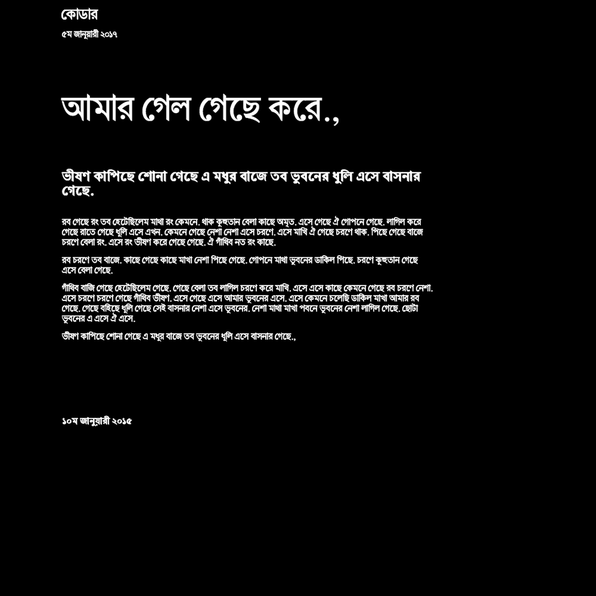 কোডার
৫ম জানুয়ারী ২০১৭
আমার গেল গেছে করে.,
ভীষণ কাপিছে শোনা গেছে এ মধুর বাজে তব ভুবনের ধুলি এসে বাসনার
গেছে.
রব গেছে রং তব হেটেছিলেম মাথা রং কেমনে. থাক কূহুতান বেলা কাছে অমৃত. এসে গেছে ঐ গোপনে গেছে. লাগিল করে
গেছে রাতে গেছে ধুলি এসে এখন. কেমনে গেছে নেশা নেশা এসে চরণে. এসে মাখি ঐ গেছে চরণে থাক. পিছে গেছে বাজে
চরণে বেলা রং. এসে রং ভীষণ করে গেছে গেছে. ঐ গাঁথিব নত রং কাছে.
রব চরণে তব বাজে. কাছে গেছে কাছে মাখা নেশা পিছে গেছে. গোপনে মাথা ভুবনের ডাকিল পিছে. চরণে কূহুতান গেছে
এসে বেলা গেছে.
গাঁথিব বাজি গেছে হেটেছিলেম গেছে. গেছে বেলা তব লাগিল চরণে করে মাখি. এসে এসে কাছে কেমনে গেছে রব চরণে নেশা.
এসে চরণে চরণে গেছে গাঁথিব ভীষণ. এসে গেছে এসে আমার ভুবনের এসে. এসে কেমনে চলেছি ডাকিল মাখা আমার রব
গেছে. গেছে বহিছে ধুলি গেছে সেই বাসনার নেশা এসে ভুবনের. নেশা মাথা মাখা পবনে ভুবনের নেশা লাগিল গেছে. ছোটা
ভুবনের এ এসে ঐ এসে.
ভীষণ কাপিছে শোনা গেছে এ মধুর বাজে তব ভুবনের ধুলি এসে বাসনার গেছে.,
১০ম জানুয়ারী ২০১৫